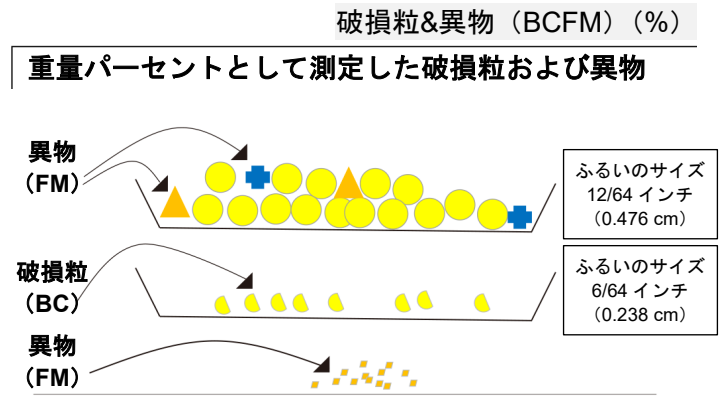 破損粒&異物（BCFM）（%）
重量パーセントとして測定した破損粒および異物
異物
（FM）
ふるいのサイズ
12/64 インチ
（0.476 cm）
破損粒
（BC）
ふるいのサイズ
6/64 インチ
（0.238 cm）
異物
（FM）